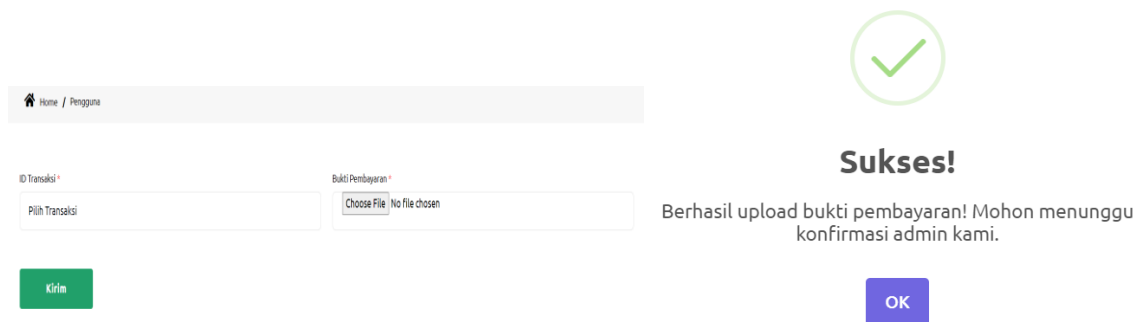 Home / Pengguna
ID Transaksi *
Bukti Pembayaran *
Pilih Transaksi
Choose File No file chosen
Kirim
Sukses!
Berhasil upload bukti pembayaran! Mohon menunggu
konfirmasi admin kami.
OK